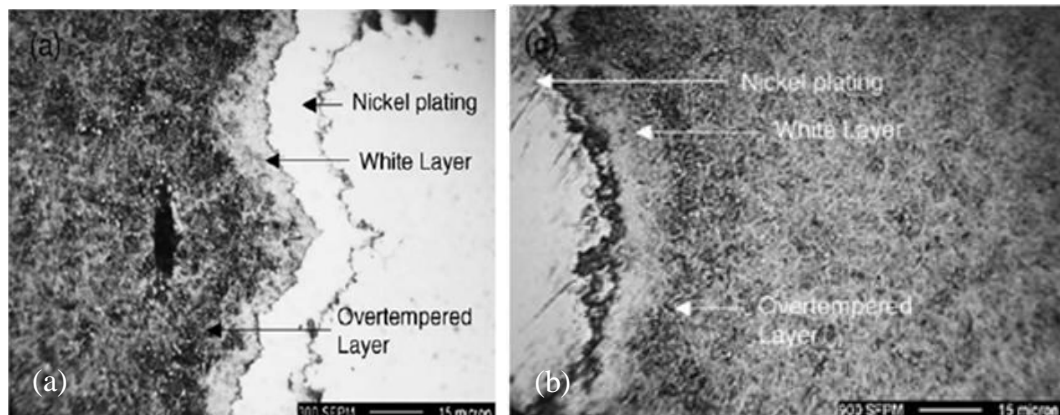 (a)
Nickel plating
White Layer
Overtempered
Layer
(a)
300 SFPM 15 micron
(c)
Nickel plating
White Layer
Overtempered
Layer
(b)
900 SFPM 15 micron